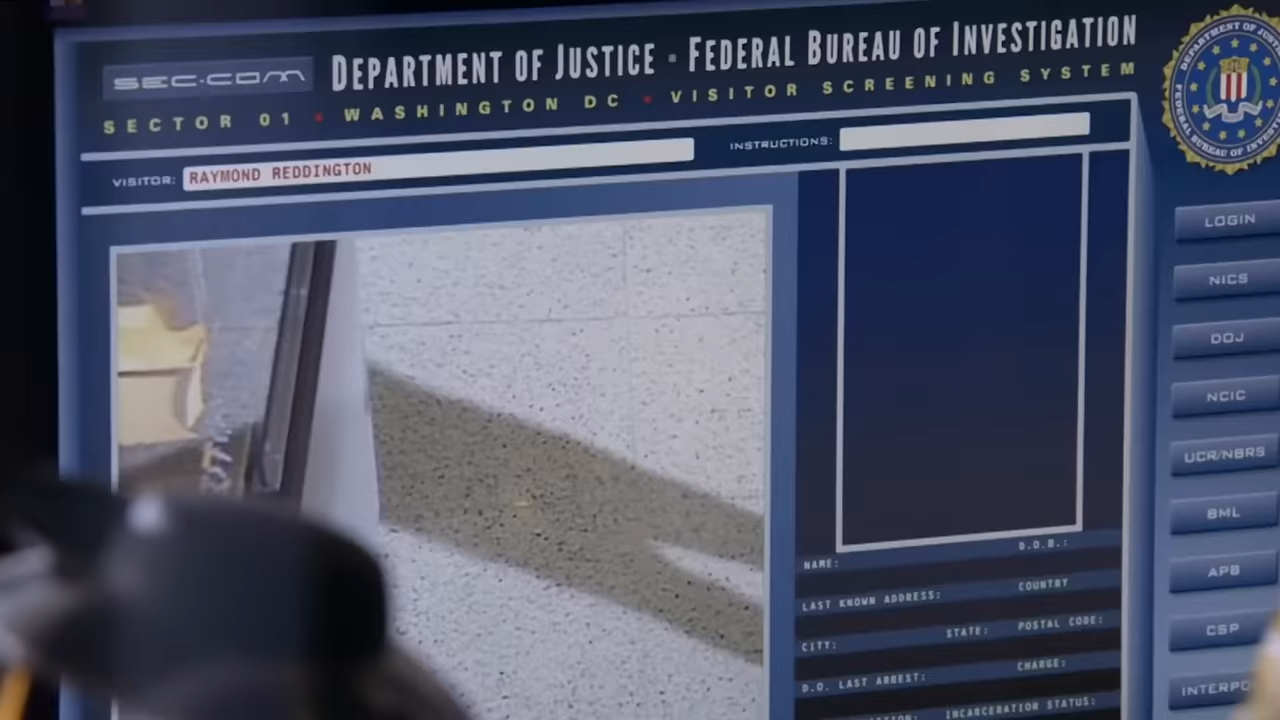 SEC-COM
DEPARTMENT OF JUSTICE • FEDERAL BUREAU OF INVESTIGATION
SECTOR 01 • WASHINGTON DC • VISITOR SCREENING SYSTEM
VISITOR: RAYMOND REDDINGTON
INSTRUCTIONS:
LOGIN
NICS
DOJ
NCIC
UCR/NBRS
BML
APB
CSP
INTERPO
NAME:
D.O.B.:
LAST KNOWN ADDRESS:
COUNTRY
CITY:
STATE:
POSTAL CODE:
D.O. LAST ARREST:
CHARGE:
INCARCERATION STATUS: